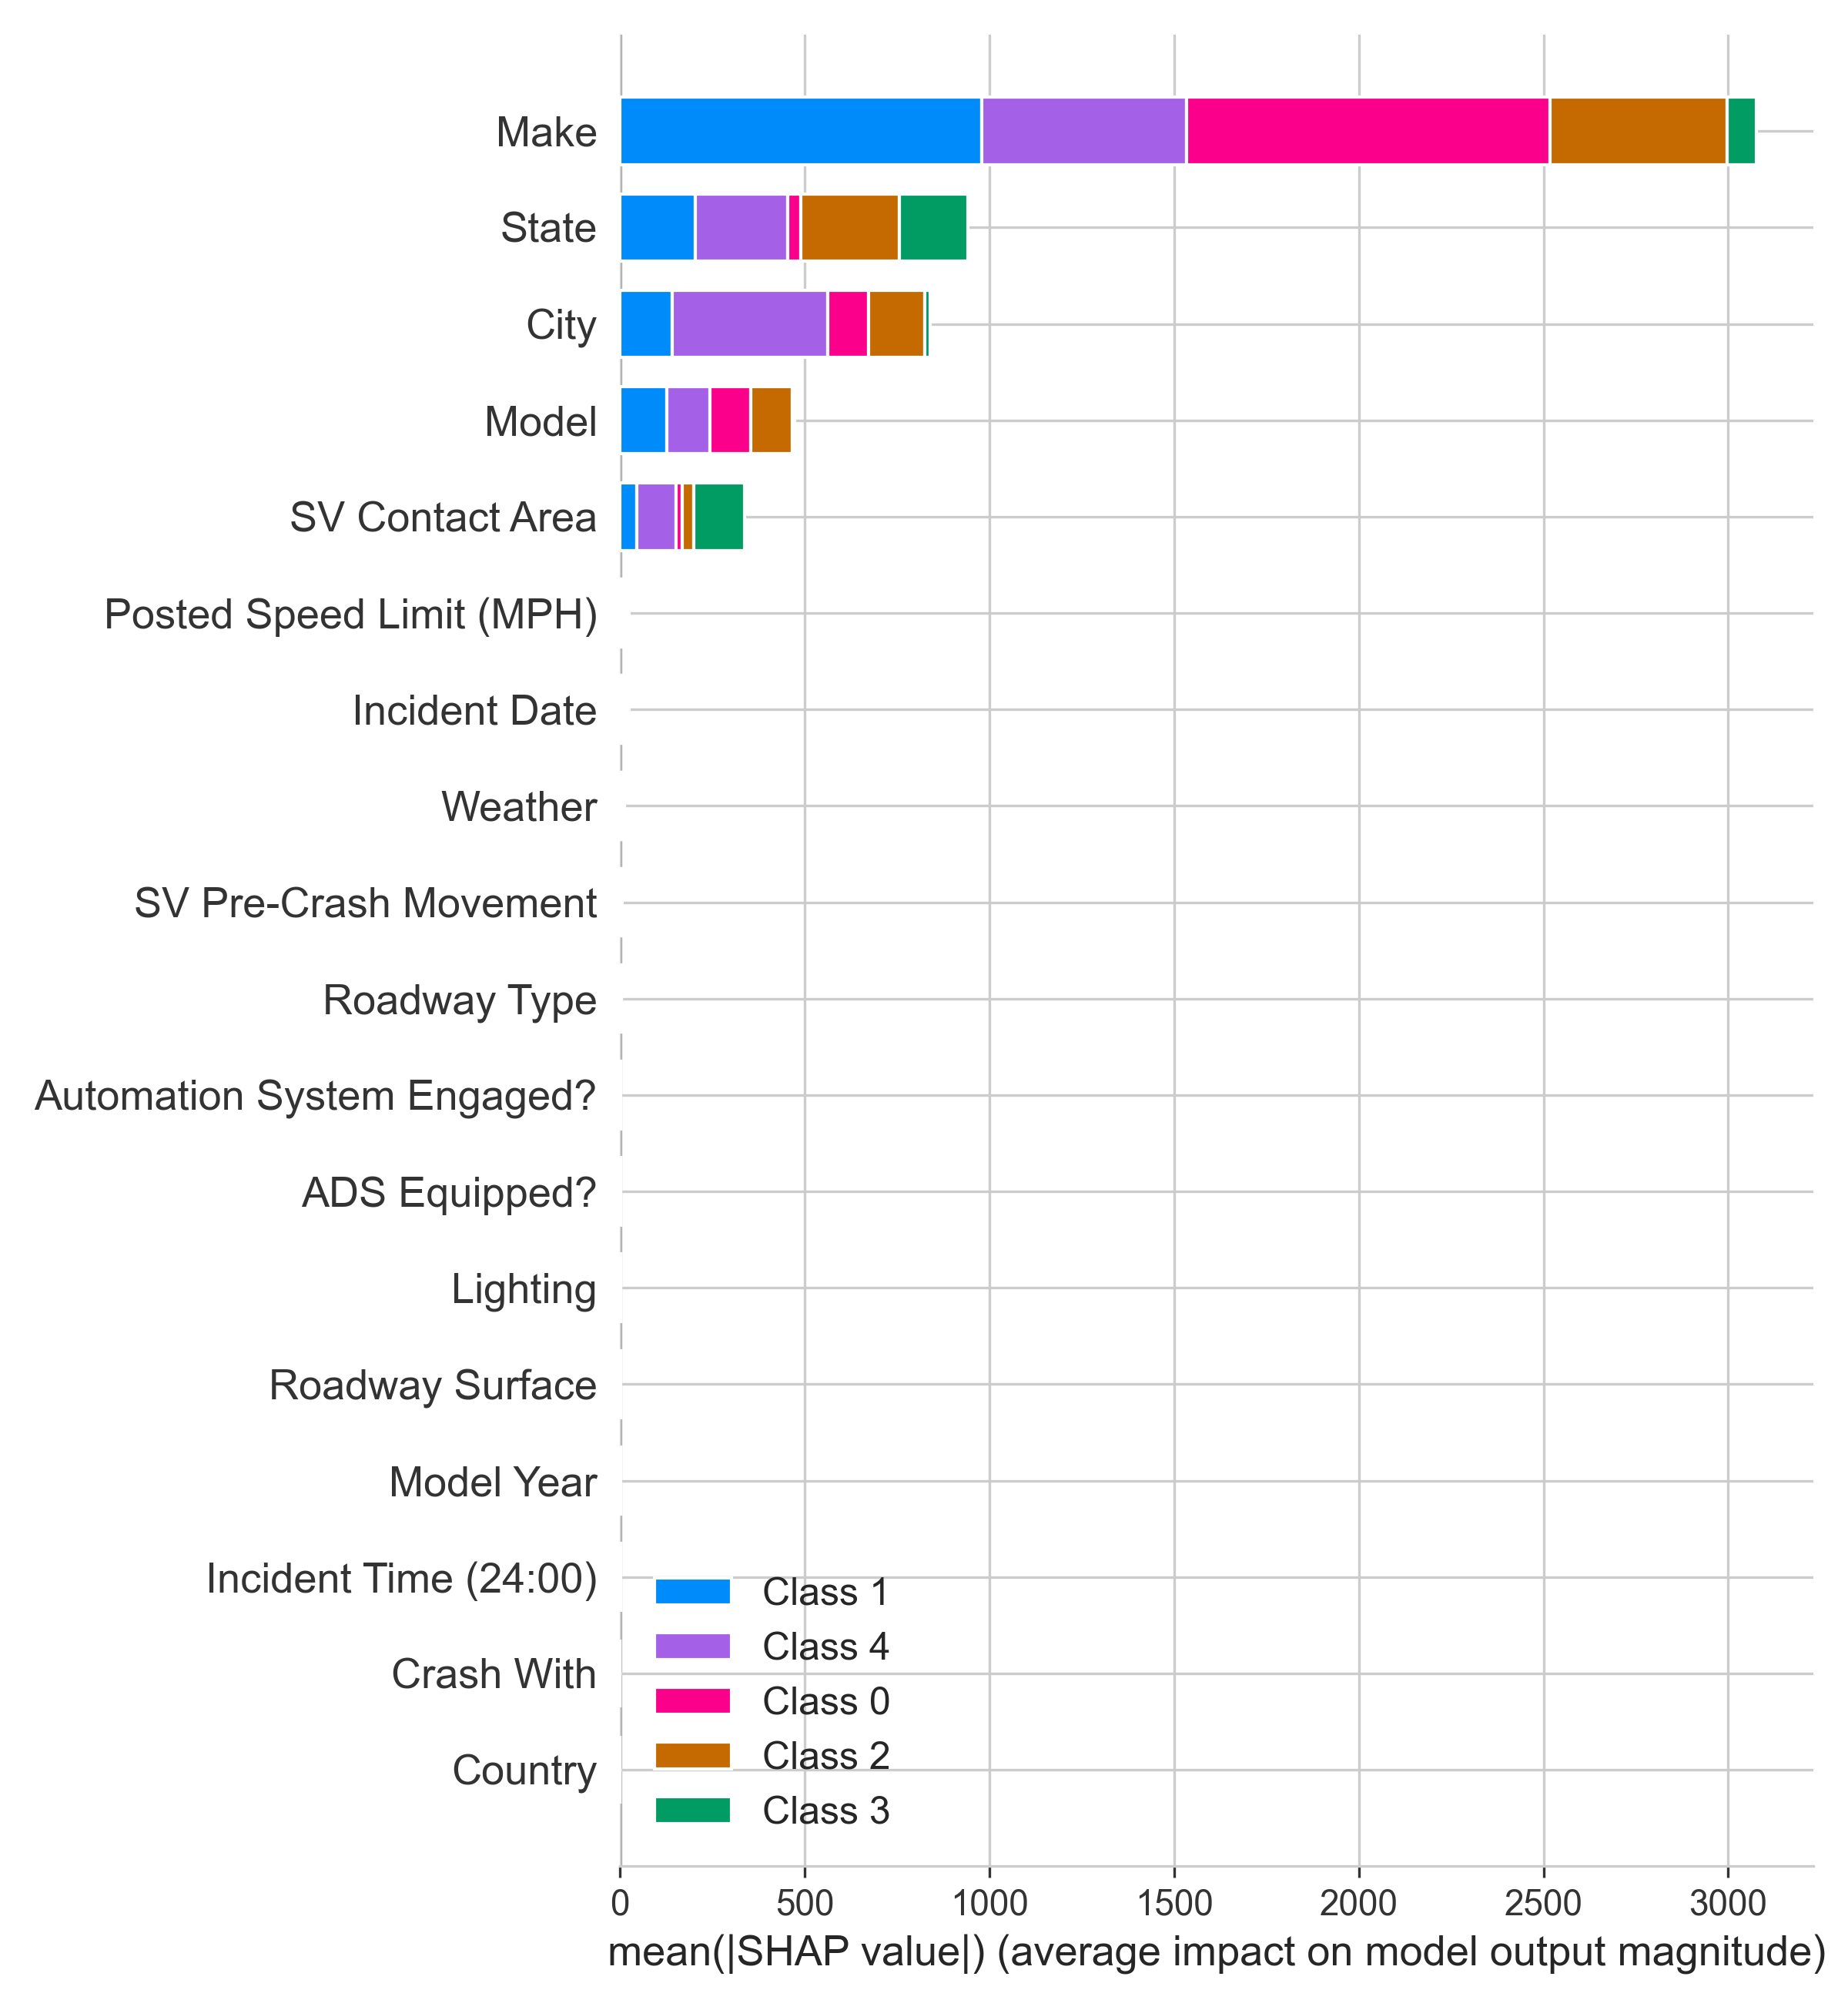 Make
State
City
Model
SV Contact Area
Posted Speed Limit (MPH)
Incident Date
Weather
SV Pre-Crash Movement
Roadway Type
Automation System Engaged?
ADS Equipped?
Lighting
Roadway Surface
Model Year
Incident Time (24:00)
Crash With
Country
Class 1
Class 4
Class 0
Class 2
Class 3
0 500 1000 1500 2000 2500 3000
mean(|SHAP value|) (average impact on model output magnitude)